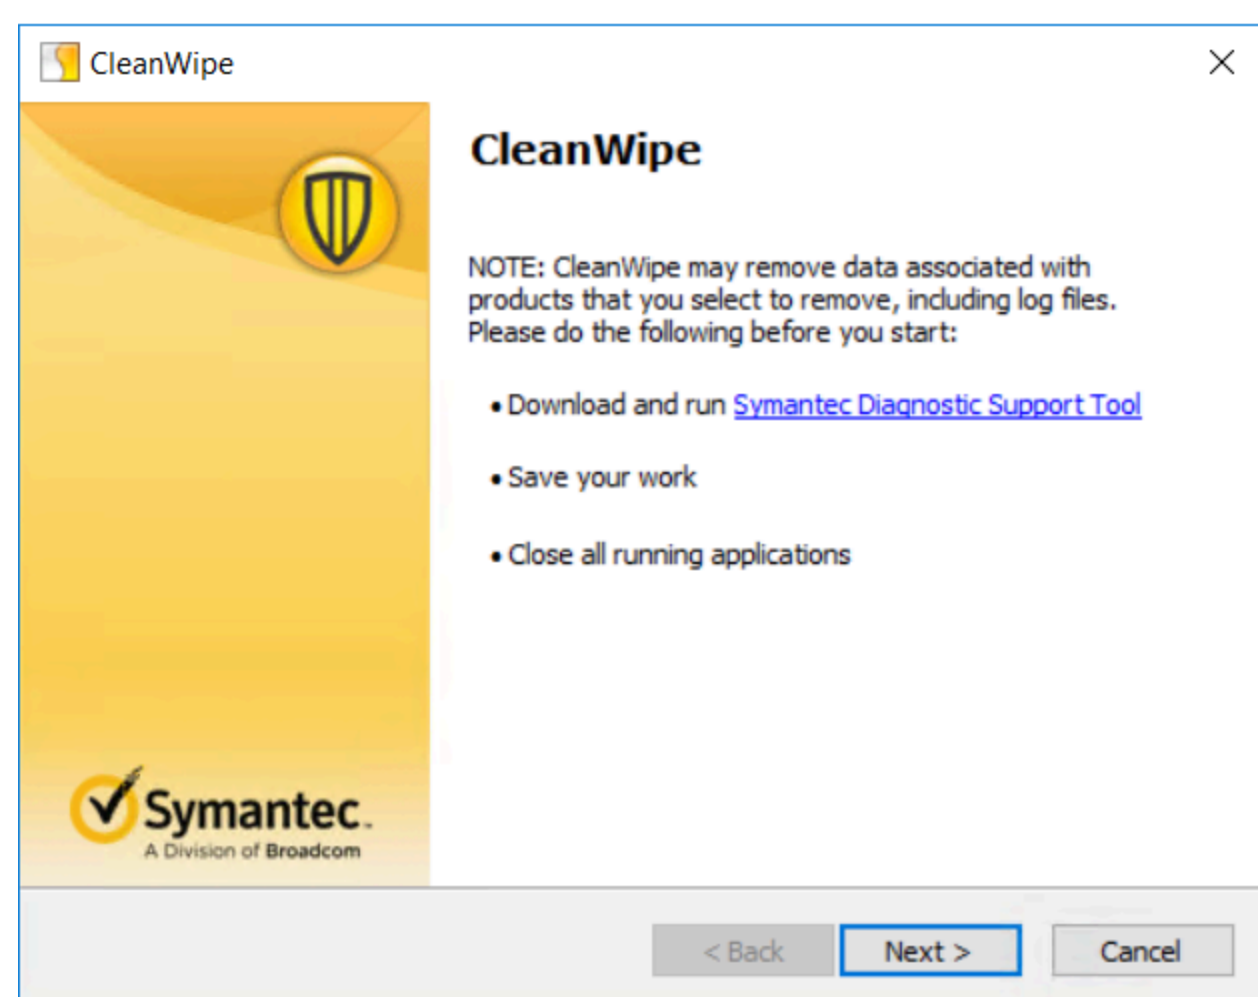 CleanWipe
CleanWipe
NOTE: CleanWipe may remove data associated with
products that you select to remove, including log files.
Please do the following before you start:
• Download and run Symantec Diagnostic Support Tool
• Save your work
• Close all running applications
Symantec™
A Division of Broadcom
< Back
Next >
Cancel